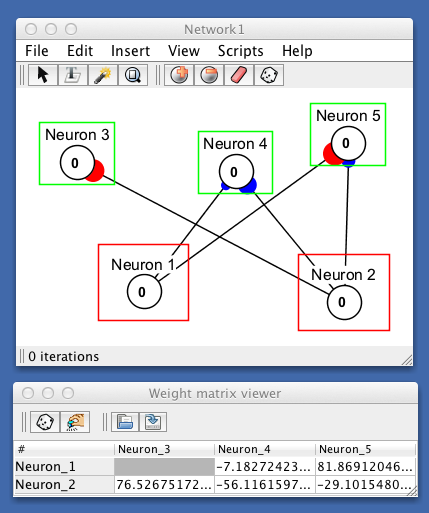 Network1
File Edit Insert View Scripts Help
Neuron 3
Neuron 4
Neuron 5
0
0
0
Neuron 1
Neuron 2
0
0
0 iterations
Weight matrix viewer
# Neuron_3 Neuron_4 Neuron_5
Neuron_1 -7.18272423... 81.86912046...
Neuron_2 76.52675172... -56.1161597... -29.1015480...